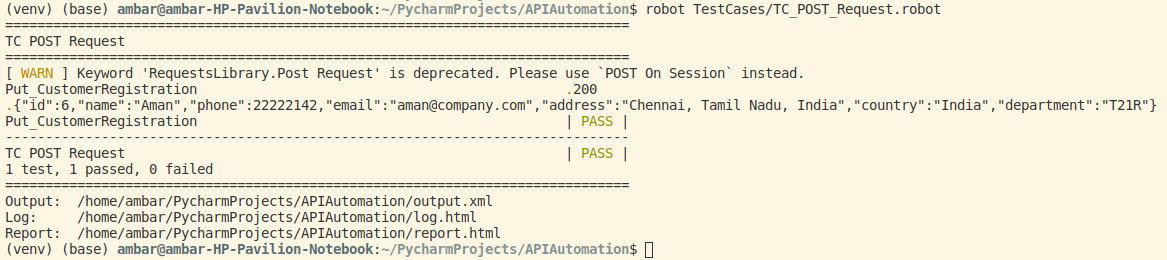 (venv) (base) ambar@ambar-HP-Pavilion-Notebook:~/PycharmProjects/APIAutomation$ robot TestCases/TC_POST_Request.robot
==============================================================================
TC POST Request
==============================================================================
[ WARN ] Keyword 'RequestsLibrary.Post Request' is deprecated. Please use `POST On Session` instead.
Put_CustomerRegistration                                              .200
.{"id":6,"name":"Aman","phone":22222142,"email":"aman@company.com","address":"Chennai, Tamil Nadu, India","country":"India","department":"T21R"}
Put_CustomerRegistration                                              | PASS |
------------------------------------------------------------------------------
TC POST Request                                                       | PASS |
1 test, 1 passed, 0 failed
==============================================================================
Output:  /home/ambar/PycharmProjects/APIAutomation/output.xml
Log:     /home/ambar/PycharmProjects/APIAutomation/log.html
Report:  /home/ambar/PycharmProjects/APIAutomation/report.html
(venv) (base) ambar@ambar-HP-Pavilion-Notebook:~/PycharmProjects/APIAutomation$